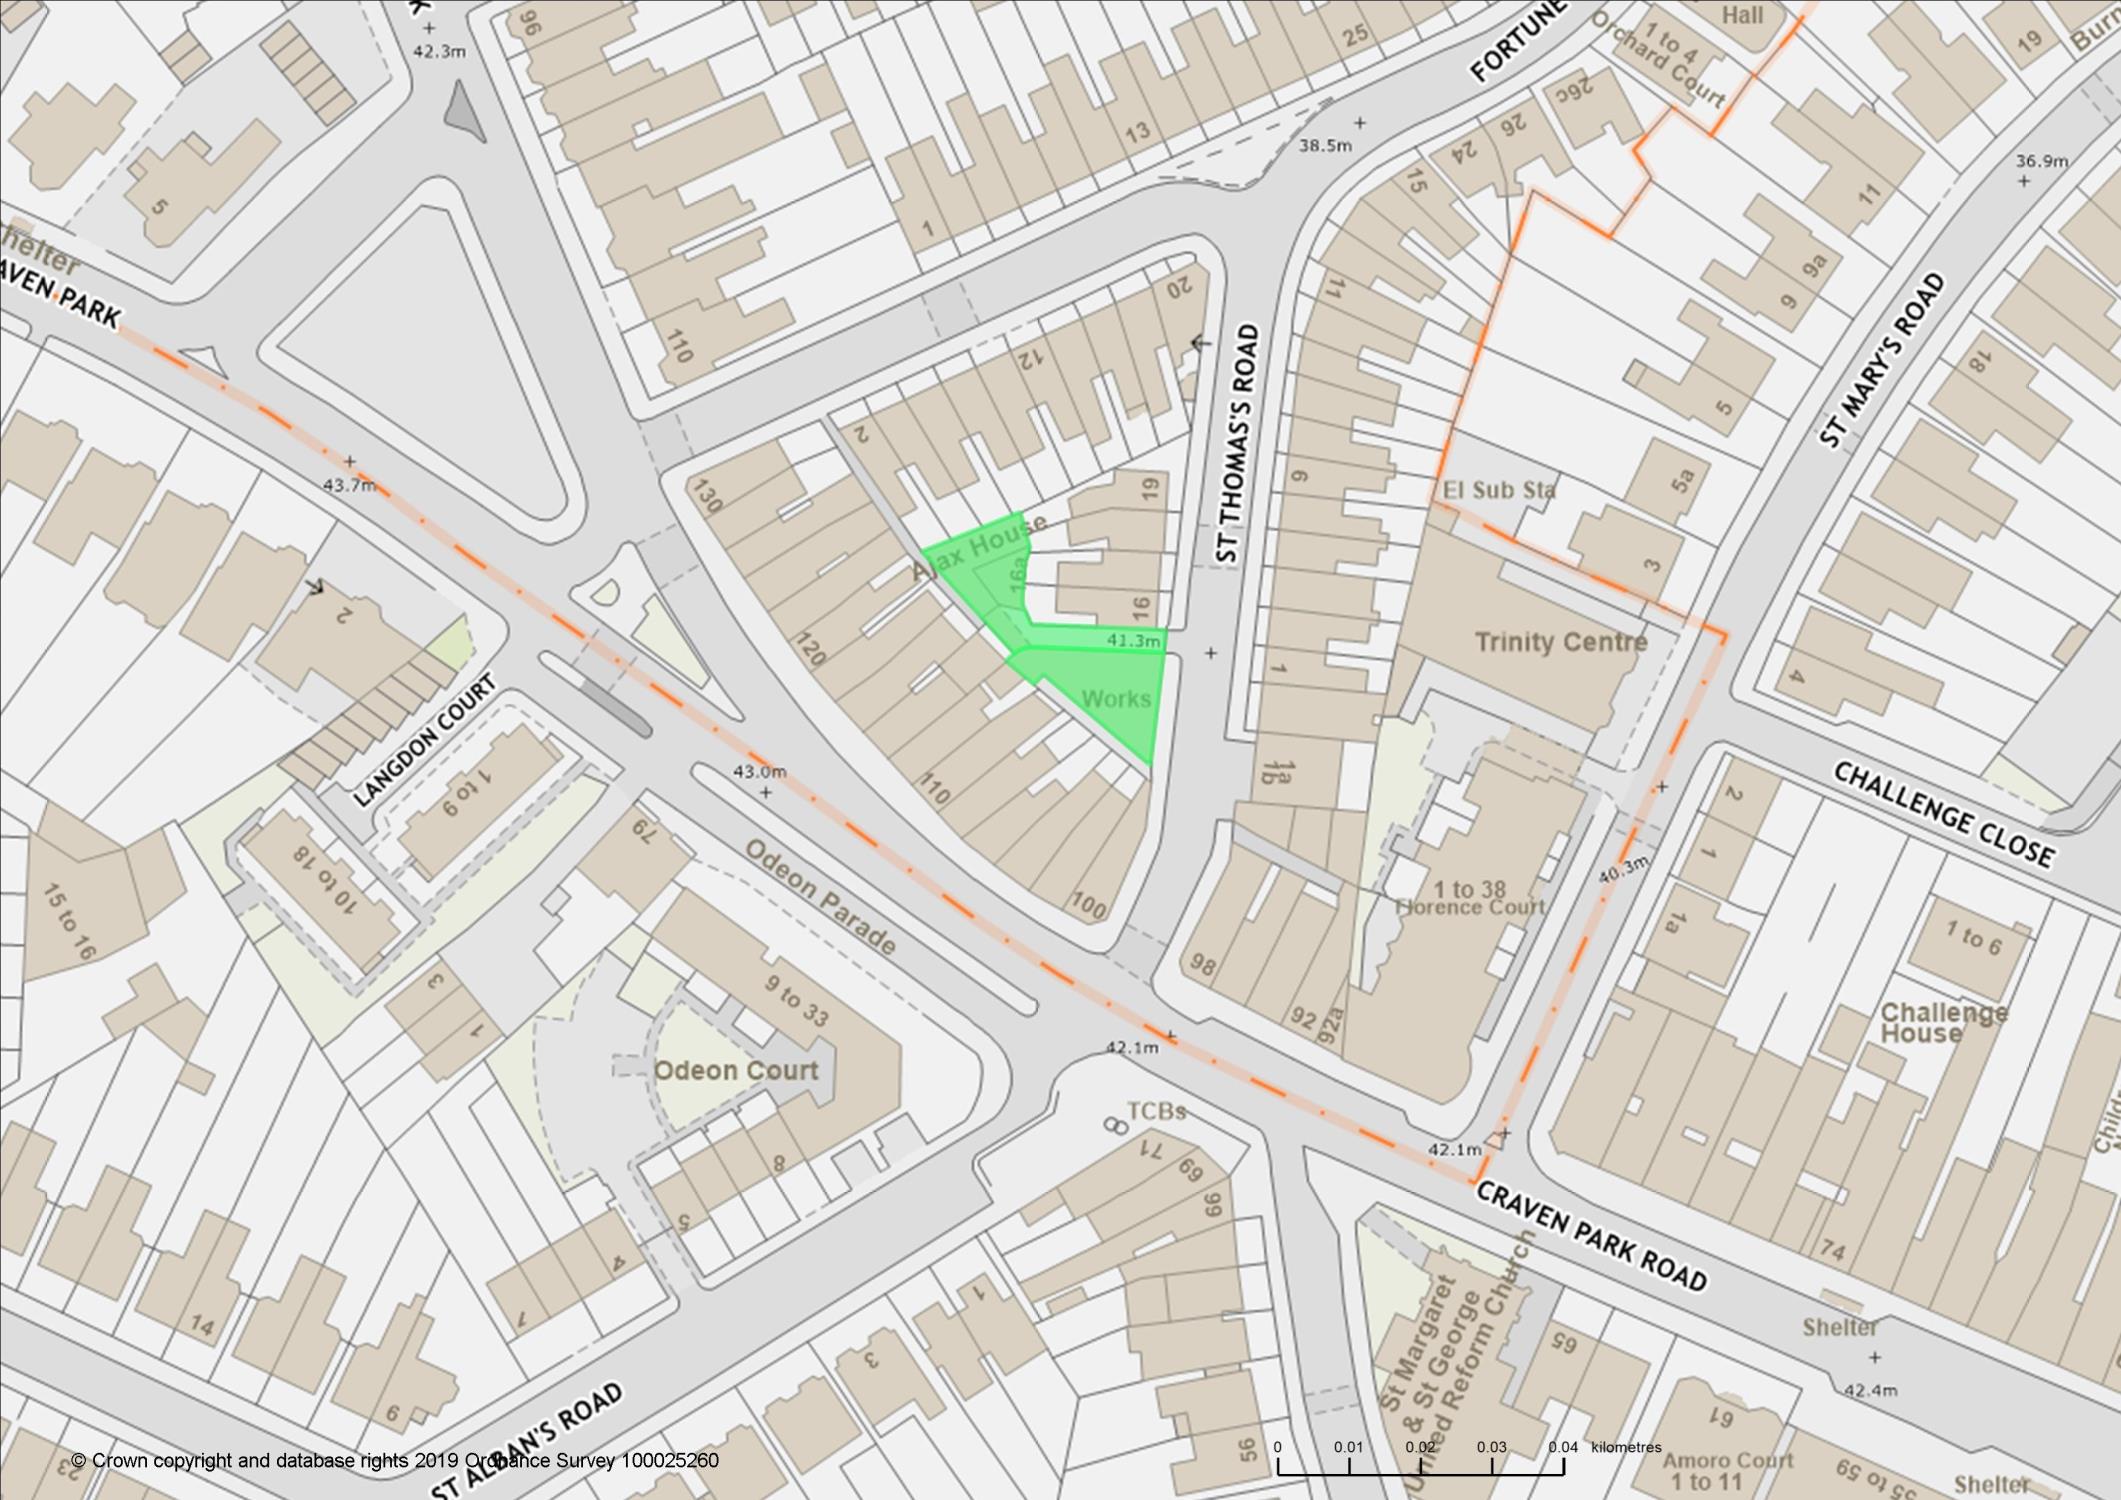 96
42.3m
25
FORTUNE
Orchard Court
1 to 4
Hall
19
Burn
5
13
38.5m
26c
26
24
15
11
36.9m
helter
AVEN PARK
1
110
20
11
9a
9
12
2
ST THOMAS'S ROAD
ST MARY'S ROAD
18
5
43.7m
130
19
9
El Sub Sta
5a
Ajax House
16a
16
3
2
120
41.3m
1
Trinity Centre
4
LANGDON COURT
1 to 9
Works
43.0m
110
1a
1b
CHALLENGE CLOSE
2
1
79
Odeon Parade
10 to 18
15 to 16
100
1 to 38
Florence Court
40.3m
1a
1 to 6
98
92
92a
3
1
9 to 33
Odeon Court
Challenge
House
42.1m
TCBs
42.1m
Child
71
69
66
8
5
4
1
CRAVEN PARK ROAD
74
Shelter
14
9
1
3
St Margaret
& St George
United Reform Church
65
42.4m
61
Amoro Court
1 to 11
55 to 59
Shelter
56
23
ST ALBAN'S ROAD
© Crown copyright and database rights 2019 Ordnance Survey 100025260
0 0.01 0.02 0.03 0.04 kilometres